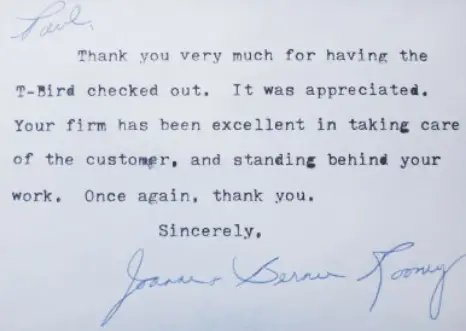 Paul,
Thank you very much for having the
T-Bird checked out. It was appreciated.
Your firm has been excellent in taking care
of the customer, and standing behind your
work. Once again, thank you.
Sincerely,
Joanne + Bernie Rooney